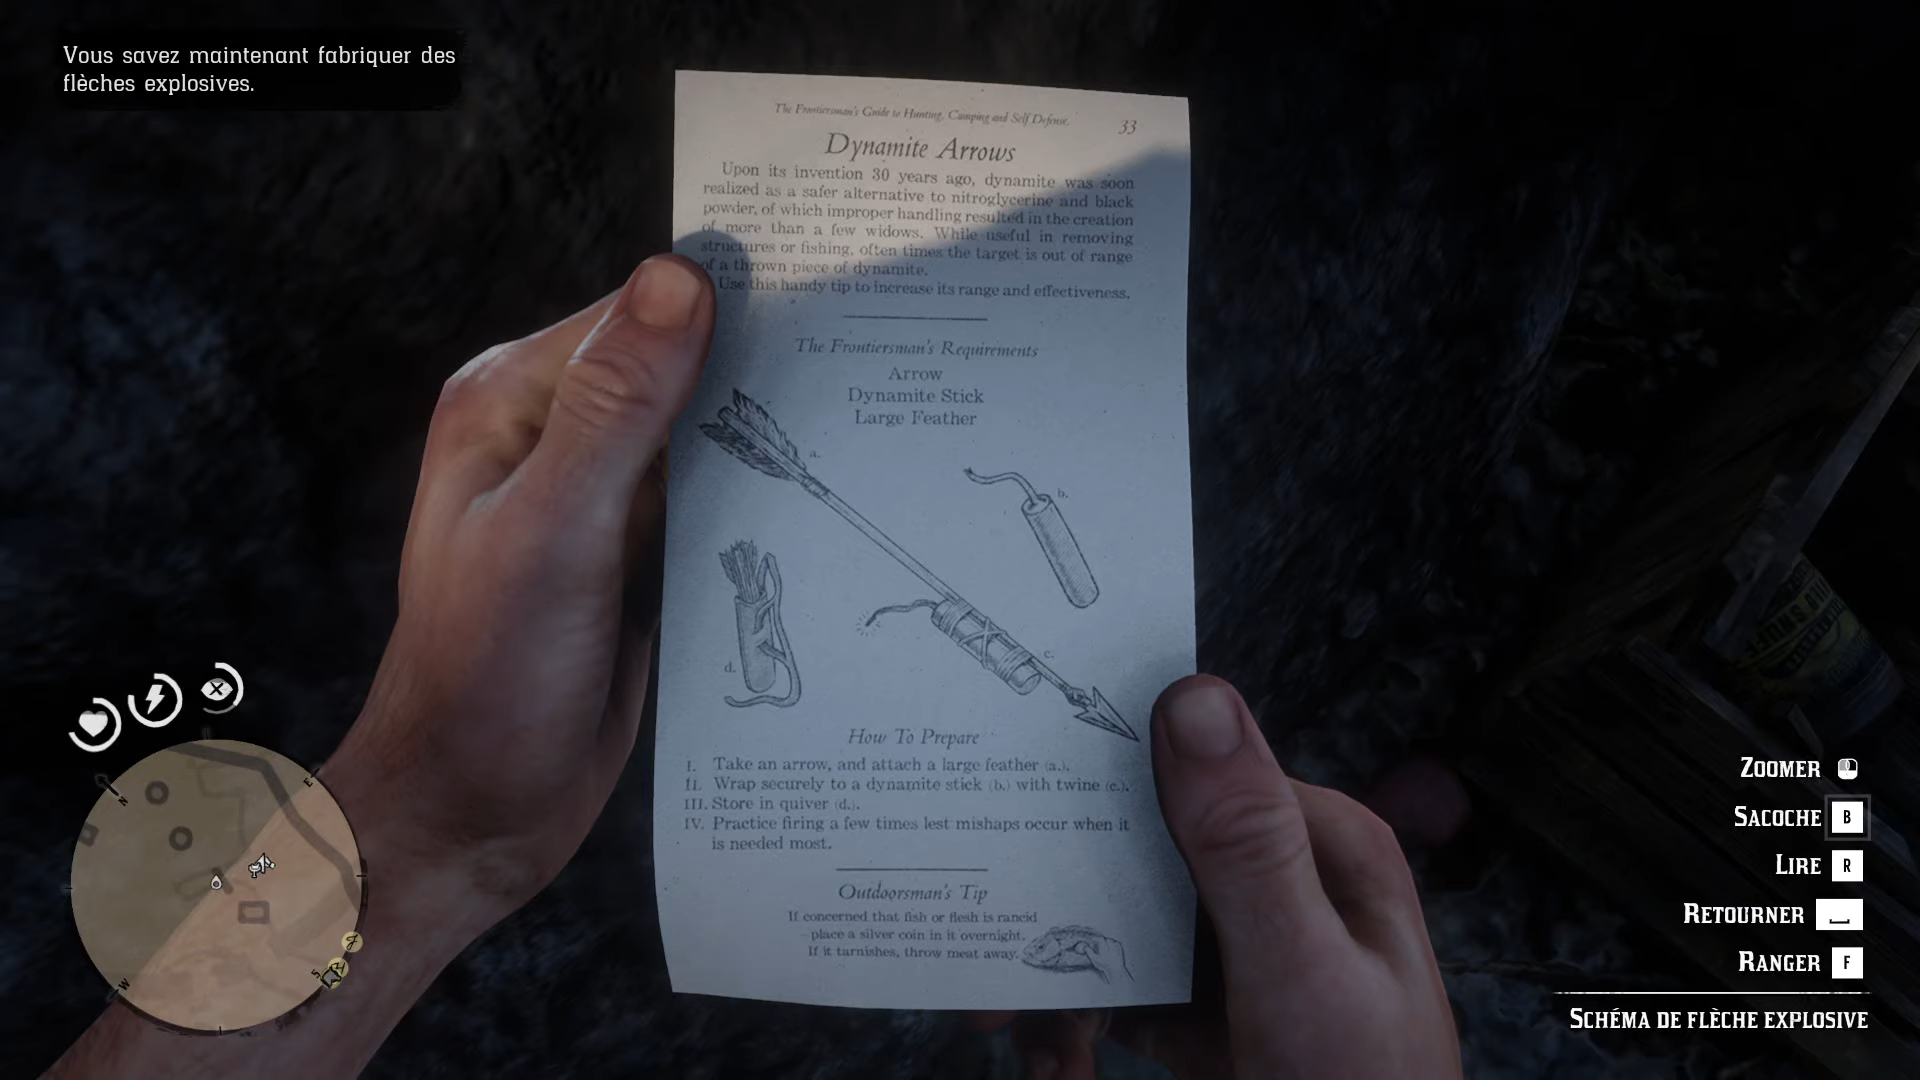 Vous savez maintenant fabriquer des
flèches explosives.
The Frontiersman's Guide to Hunting, Camping and Self Defense.
33
Dynamite Arrows
Upon its invention 30 years ago, dynamite was soon
realized as a safer alternative to nitroglycerine and black
powder, of which improper handling resulted in the creation
of more than a few widows. While useful in removing
structures or fishing, often times the target is out of range
of a thrown piece of dynamite.
Use this handy tip to increase its range and effectiveness.
The Frontiersman's Requirements
Arrow
Dynamite Stick
Large Feather
a.
b.
c.
d.
How To Prepare
I. Take an arrow, and attach a large feather (a.).
II. Wrap securely to a dynamite stick (b.) with twine (c.).
III. Store in quiver (d.).
IV. Practice firing a few times lest mishaps occur when it
is needed most.
Outdoorsman's Tip
If concerned that fish or flesh is rancid
place a silver coin in it overnight.
If it tarnishes, throw meat away.
N
E
S
W
Zoomer
Sacoche B
Lire R
Retourner
Ranger F
Schéma de flèche explosive